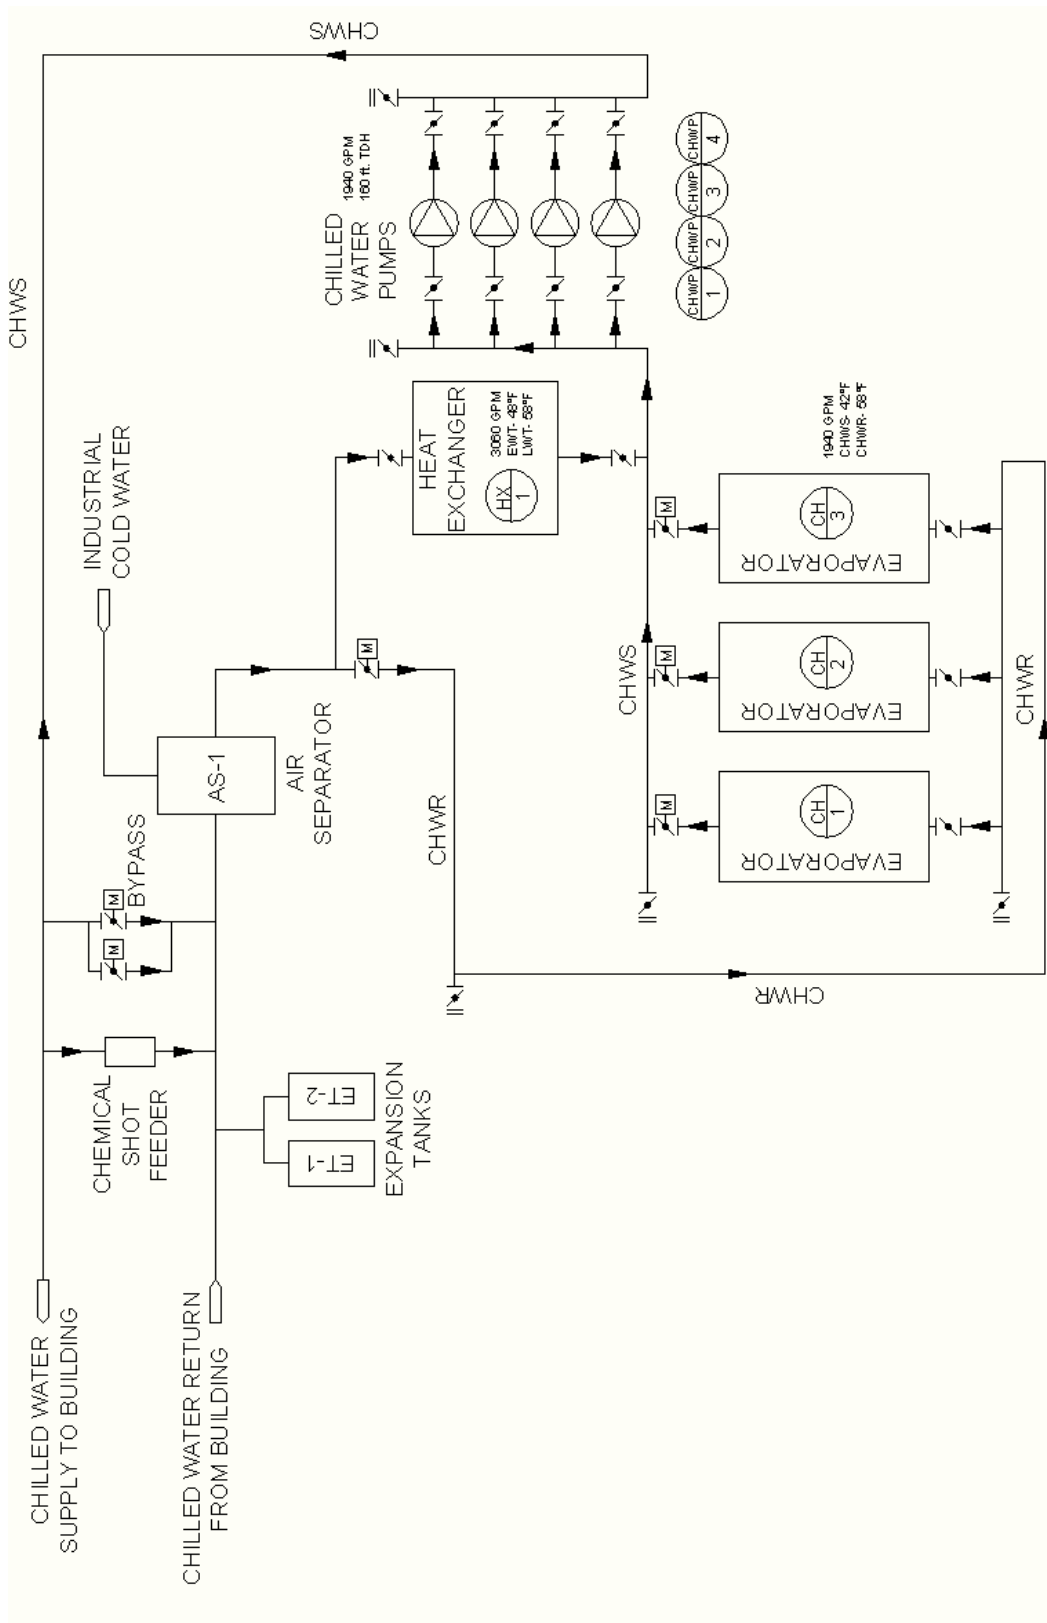 CHWS
CHWS
1940 GPM
160 ft. TDH
CHILLED
WATER
PUMPS
CHWP
1
CHWP
2
CHWP
3
CHWP
4
INDUSTRIAL
COLD WATER
HEAT
EXCHANGER
3060 GPM
EWT- 48°F
LWT- 58°F
HX
1
M
AS-1
AIR
SEPARATOR
M
M
BYPASS
CHEMICAL
SHOT
FEEDER
ET-1
ET-2
EXPANSION
TANKS
CHILLED WATER
SUPPLY TO BUILDING
CHILLED WATER RETURN
FROM BUILDING
CHWR
CHWR
CHWS
CHWR
M
CH
1
EVAPORATOR
M
CH
2
EVAPORATOR
M
CH
3
EVAPORATOR
1940 GPM
CHWS- 42°F
CHWR- 58°F